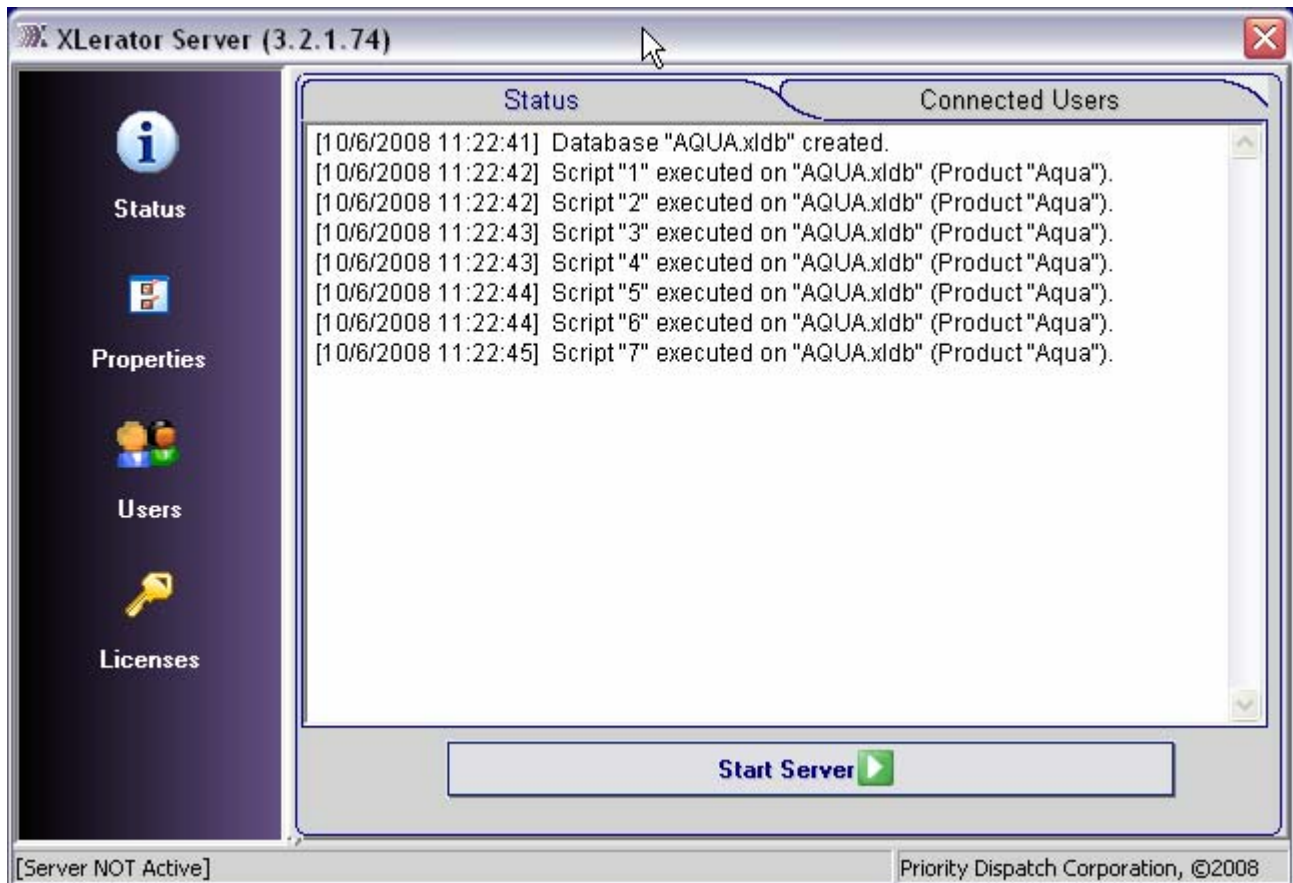 XLerator Server (3.2.1.74)
Status
Properties
Users
Licenses
Status
Connected Users
[10/6/2008 11:22:41] Database "AQUA.xldb" created.
[10/6/2008 11:22:42] Script "1" executed on "AQUA.xldb" (Product "Aqua").
[10/6/2008 11:22:42] Script "2" executed on "AQUA.xldb" (Product "Aqua").
[10/6/2008 11:22:43] Script "3" executed on "AQUA.xldb" (Product "Aqua").
[10/6/2008 11:22:43] Script "4" executed on "AQUA.xldb" (Product "Aqua").
[10/6/2008 11:22:44] Script "5" executed on "AQUA.xldb" (Product "Aqua").
[10/6/2008 11:22:44] Script "6" executed on "AQUA.xldb" (Product "Aqua").
[10/6/2008 11:22:45] Script "7" executed on "AQUA.xldb" (Product "Aqua").
Start Server
[Server NOT Active]
Priority Dispatch Corporation, ©2008